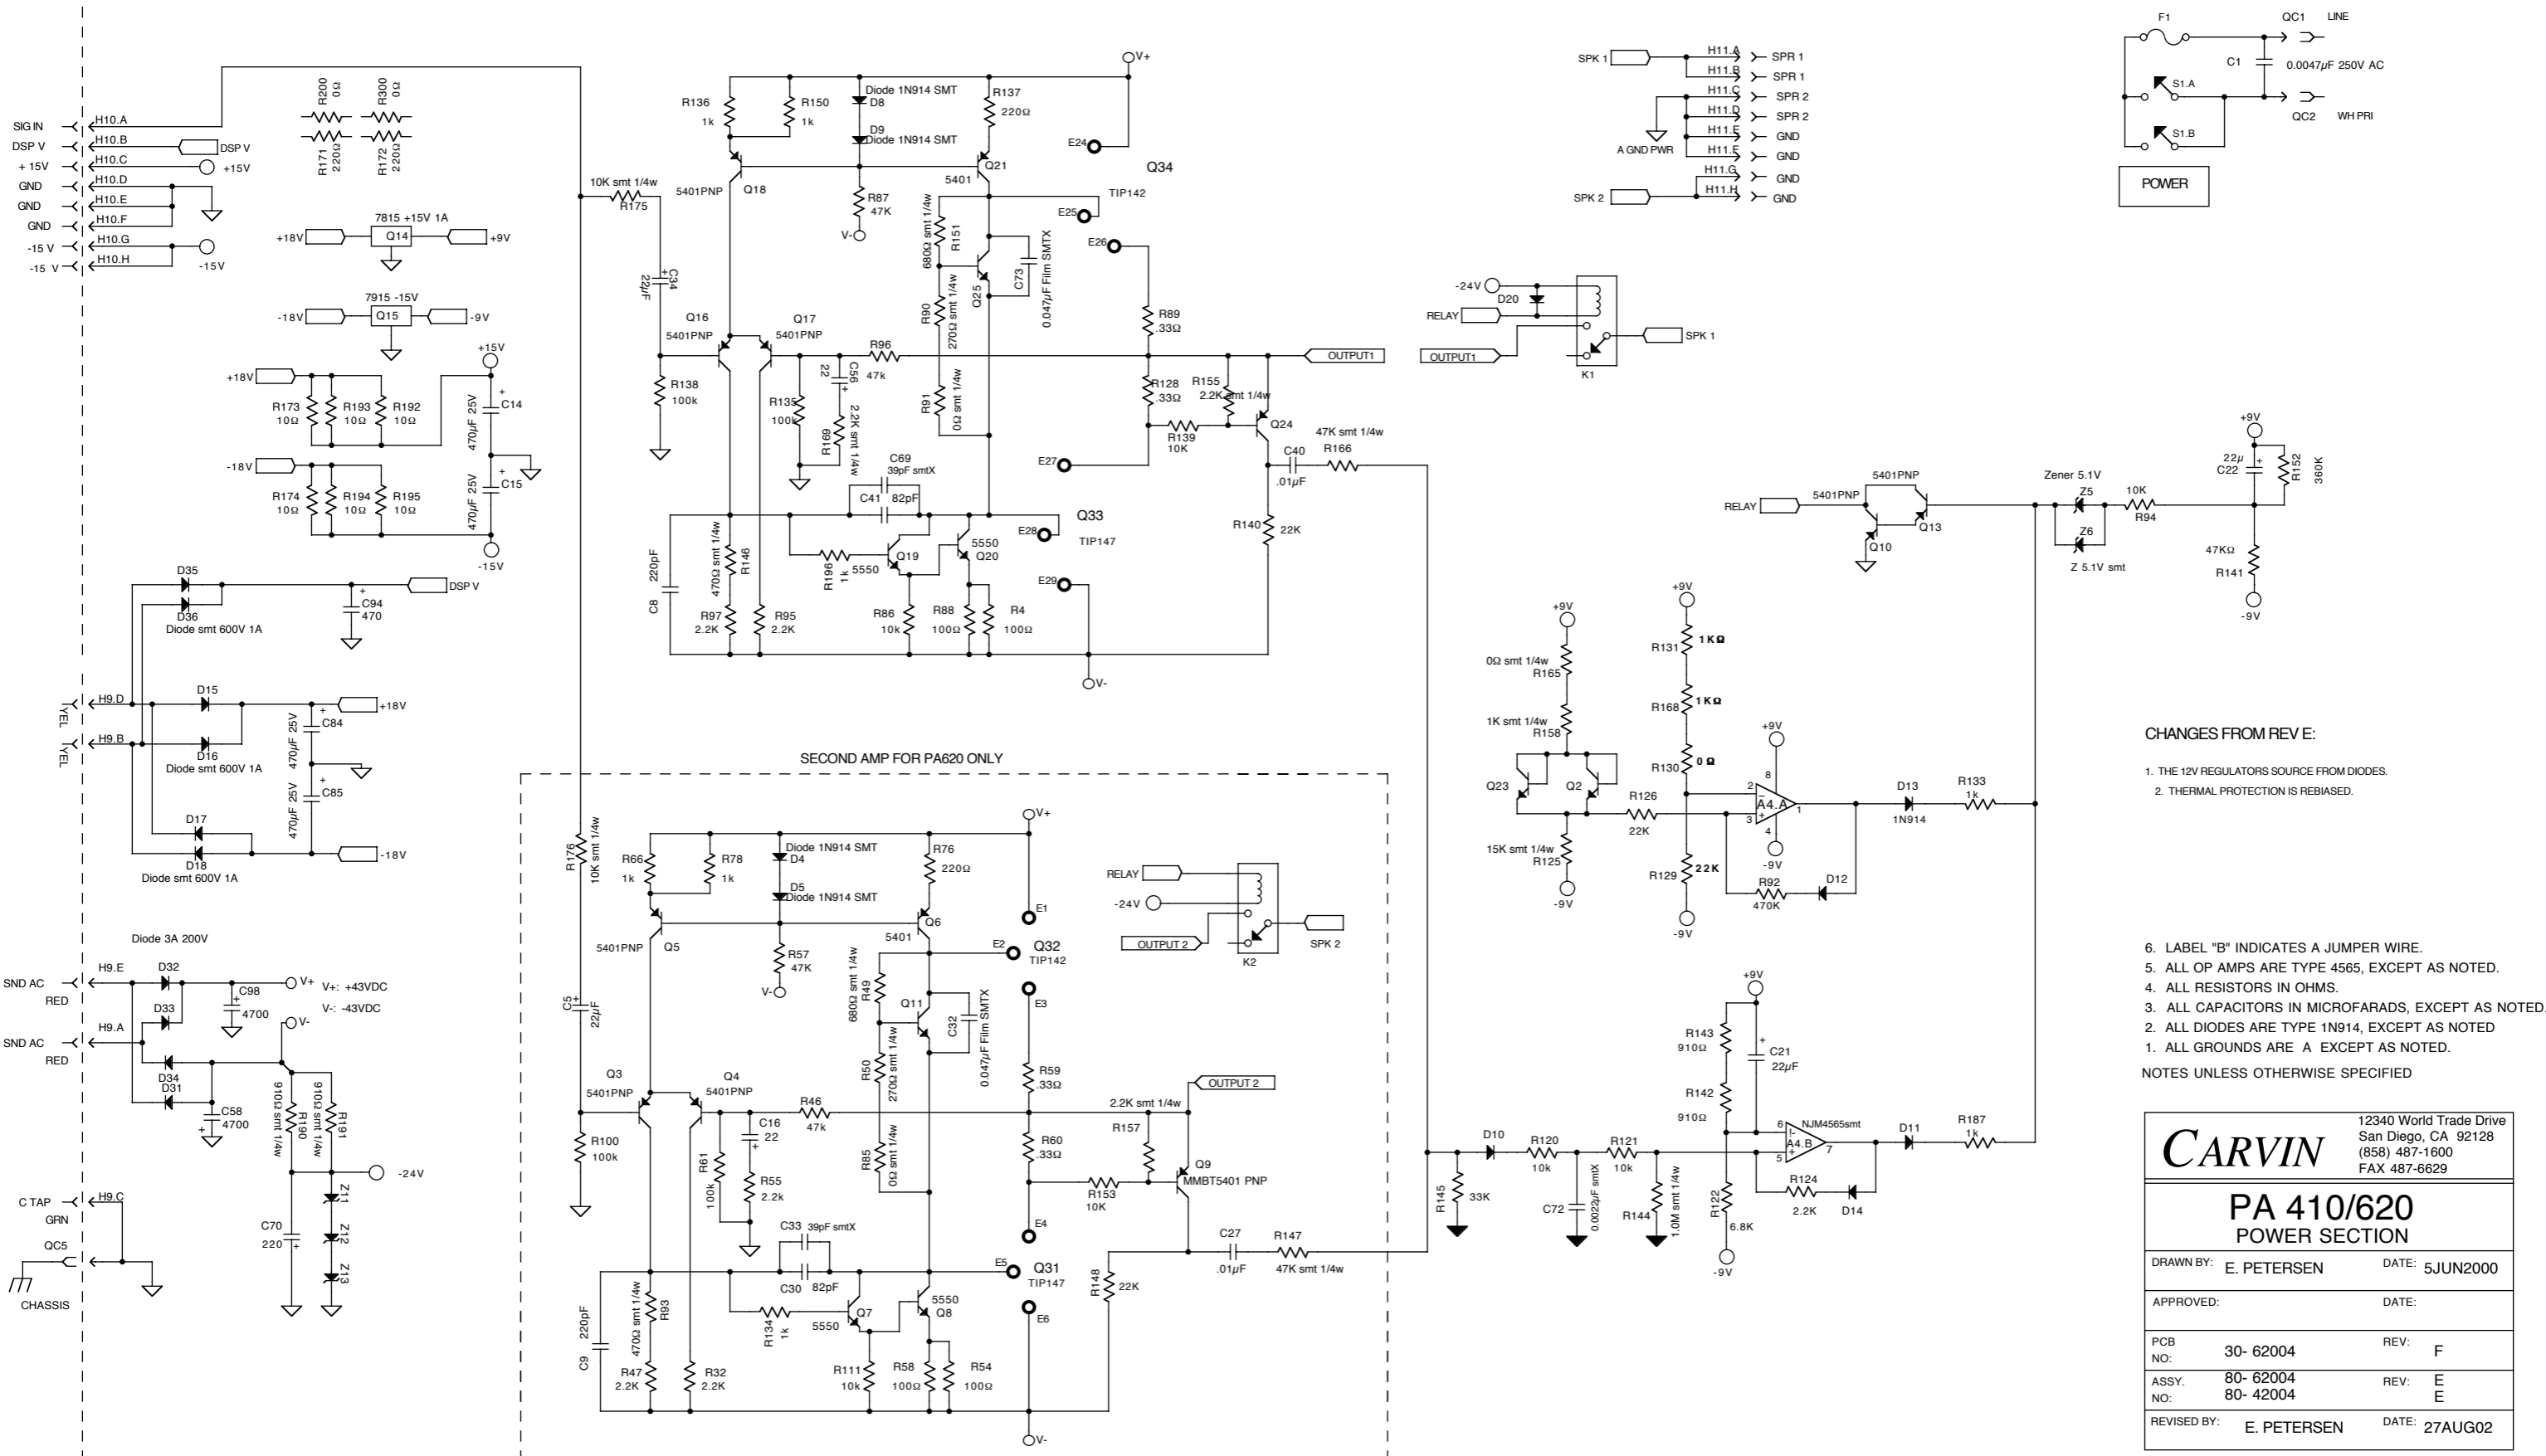 SIG IN H10.A
DSP V H10.B DSP V
+ 15V H10.C +15V
GND H10.D
GND H10.E
GND H10.F
-15 V H10.G
-15 V H10.H -15V
R200 0Ω
R300 0Ω
R171 220Ω
R172 220Ω
7815 +15V 1A
+18V Q14 +9V
7915 -15V
-18V Q15 -9V
+15V
+18V
R173 10Ω
R193 10Ω
R192 10Ω
470µF 25V C14
-18V
R174 10Ω
R194 10Ω
R195 10Ω
470µF 25V C15
-15V
D35
D36
DSP V
Diode smt 600V 1A
C94 470
YEL H9.D
D15
+18V
470µF 25V C84
YEL H9.B
D16
Diode smt 600V 1A
470µF 25V C85
D17
D18
-18V
Diode smt 600V 1A
Diode 3A 200V
SND AC H9.E
RED
D32
D33
C98 4700
V+ V+: +43VDC
V- V-: -43VDC
SND AC H9.A
RED
D34
D31
C58 4700
910Ω smt 1/4w R190
910Ω smt 1/4w R191
-24V
C TAP H9.C
GRN
QC5
CHASSIS
C70 220
Z11
Z12
Z13
V+
R136 1k
R150 1k
Diode 1N914 SMT
D8
D9
Diode 1N914 SMT
R137 220Ω
E24
Q34
TIP142
5401PNP Q18
Q21 5401
R87 47K
V-
10K smt 1/4w
R175
C34 22µF
680Ω smt 1/4w R151
E25
E26
Q25
C73 0.047µF Film SMTX
R90 270Ω smt 1/4w
Q16 5401PNP
Q17 5401PNP
R96 47k
R89 .33Ω
OUTPUT1
R138 100k
R135 100k
C56 22
R169 2.2K smt 1/4w
R91 0Ω smt 1/4w
R128 .33Ω
R155 2.2K smt 1/4w
Q24
R139 10K
E27
C40 .01µF
47K smt 1/4w R166
R140 22K
C69 39pF smtX
C41 82pF
Q33 TIP147
E28
E29
470Ω smt 1/4w R146
C8 220pF
R196 1k
Q19 5550
5550 Q20
R97 2.2K
R95 2.2K
R86 10k
R88 100Ω
R4 100Ω
V-
SECOND AMP FOR PA620 ONLY
V+
R176 10K smt 1/4w
R66 1k
R78 1k
Diode 1N914 SMT
D4
D5
Diode 1N914 SMT
R76 220Ω
E1
5401PNP Q5
Q6 5401
E2
Q32 TIP142
R57 47K
V-
C5 22µF
680Ω smt 1/4w R49
E3
Q11
C32 0.047µF Film SMTX
R50 270Ω smt 1/4w
Q3 5401PNP
Q4 5401PNP
R46 47k
R59 .33Ω
OUTPUT 2
R100 100k
R61 100k
C16 22
R55 2.2k
R85 0Ω smt 1/4w
R60 .33Ω
2.2K smt 1/4w R157
Q9
MMBT5401 PNP
R153 10K
E4
C33 39pF smtX
C30 82pF
E5
Q31 TIP147
E6
C27 .01µF
R147 47K smt 1/4w
R148 22K
C9 220pF
470Ω smt 1/4w R93
R134 1k
Q7 5550
5550 Q8
R47 2.2K
R32 2.2K
R111 10k
R58 100Ω
R54 100Ω
V-
RELAY
-24V
OUTPUT 2
K2
SPK 2
SPK 1 H11.A SPR 1
H11.B SPR 1
H11.C SPR 2
H11.D SPR 2
H11.E GND
A GND PWR H11.F GND
H11.G GND
SPK 2 H11.H GND
-24V
D20
RELAY
OUTPUT1
K1
SPK 1
F1 QC1 LINE
C1 0.0047µF 250V AC
S1.A
QC2 WH PRI
S1.B
POWER
RELAY
5401PNP
5401PNP
Q10
Q13
Zener 5.1V
Z5
Z6
Z 5.1V smt
10K R94
+9V
22µ C22
R152 360K
47KΩ R141
-9V
+9V
0Ω smt 1/4w R165
1K smt 1/4w R158
Q23
Q2
15K smt 1/4w R125
-9V
+9V
R131 1KΩ
R168 1KΩ
R130 0 Ω
R126 22K
R129 22K
-9V
+9V
2 8
A4.A 1
3 4
-9V
R92 470K
D12
D13 1N914
R133 1k
+9V
R143 910Ω
R142 910Ω
C21 22µF
R122 6.8K
-9V
6 NJM4565smt
A4.B
5 7
D11
R187 1k
R124 2.2K
D14
D10
R120 10k
R121 10k
R145 33K
C72 0.0022µF smtX
R144 1.0M smt 1/4w
CHANGES FROM REV E:
1. THE 12V REGULATORS SOURCE FROM DIODES.
2. THERMAL PROTECTION IS REBIASED.
6. LABEL "B" INDICATES A JUMPER WIRE.
5. ALL OP AMPS ARE TYPE 4565, EXCEPT AS NOTED.
4. ALL RESISTORS IN OHMS.
3. ALL CAPACITORS IN MICROFARADS, EXCEPT AS NOTED.
2. ALL DIODES ARE TYPE 1N914, EXCEPT AS NOTED
1. ALL GROUNDS ARE A EXCEPT AS NOTED.
NOTES UNLESS OTHERWISE SPECIFIED
CARVIN
12340 World Trade Drive
San Diego, CA 92128
(858) 487-1600
FAX 487-6629
PA 410/620
POWER SECTION
DRAWN BY: E. PETERSEN DATE: 5JUN2000
APPROVED: DATE:
PCB NO: 30- 62004 REV: F
ASSY. NO: 80- 62004 REV: E
80- 42004 E
REVISED BY: E. PETERSEN DATE: 27AUG02